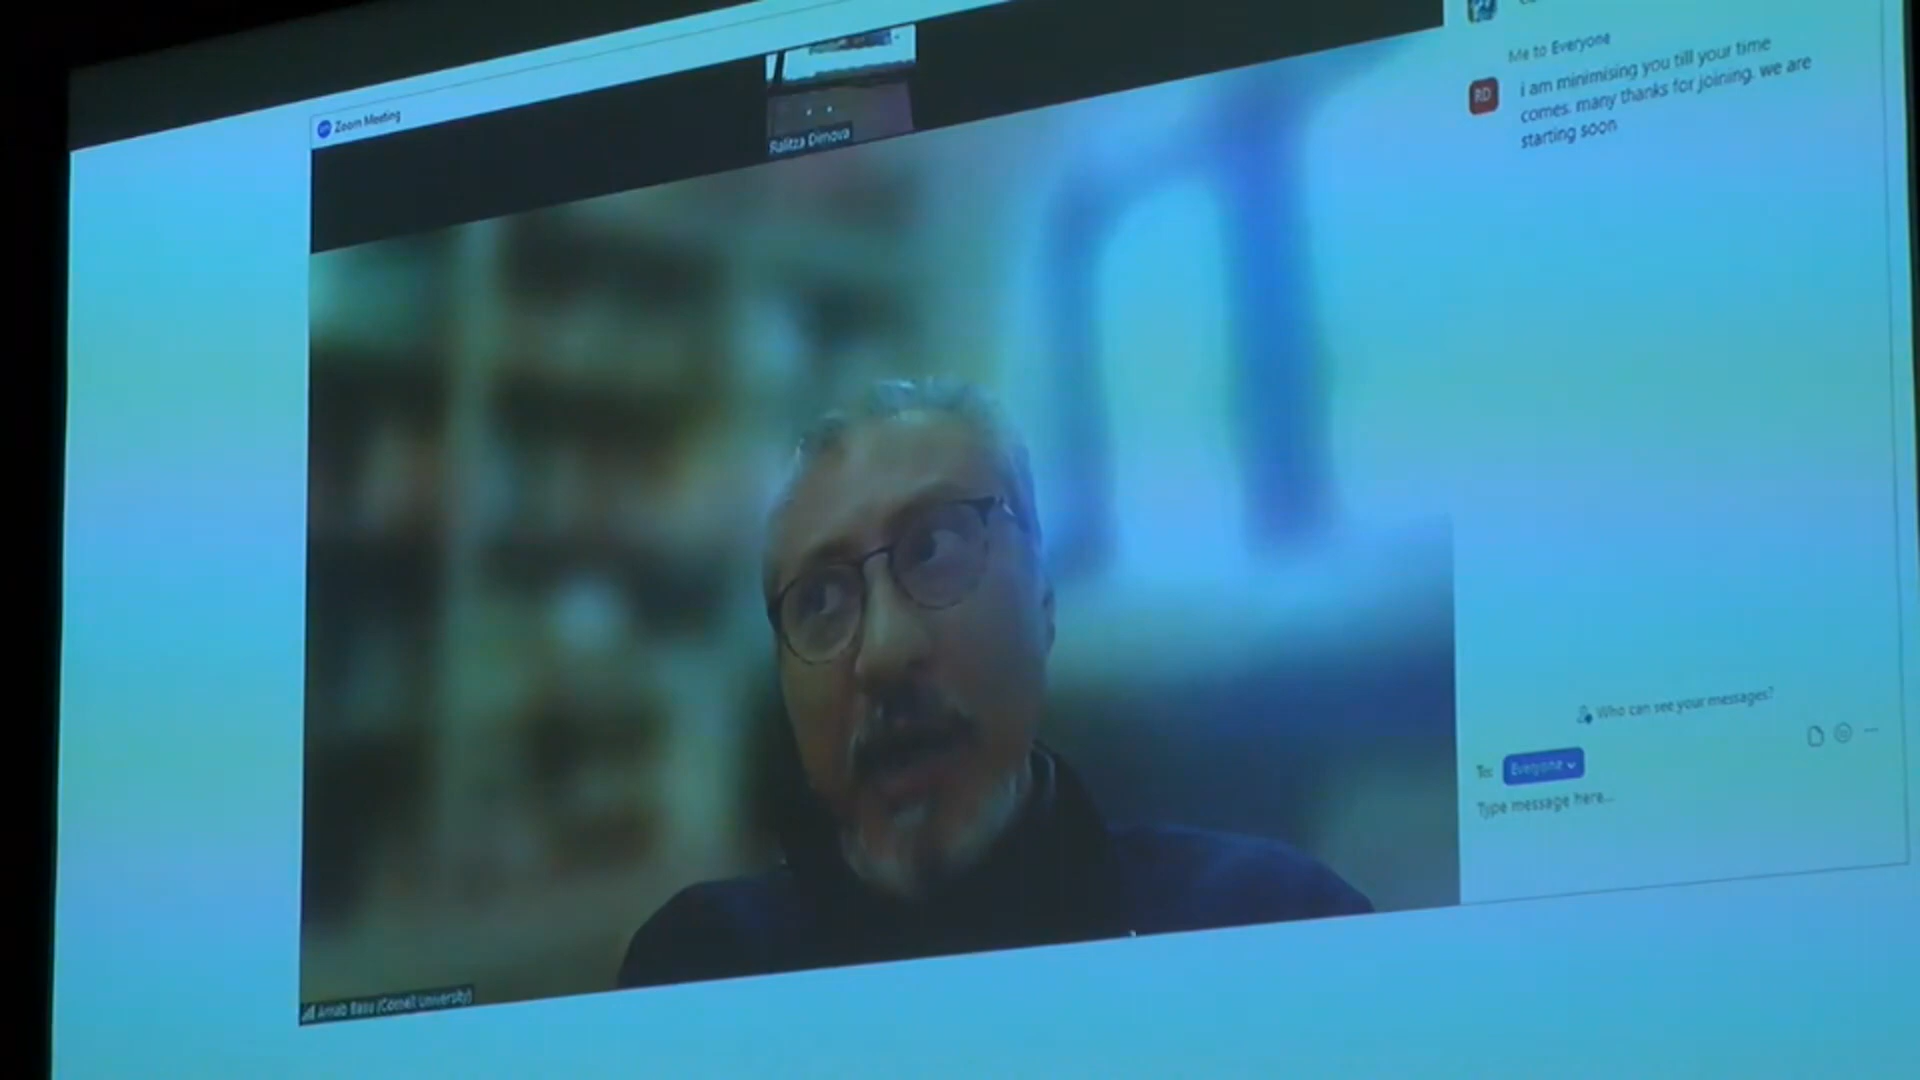 Zoom Meeting
Ralitza Dimova
Me to Everyone
RD
i am minimising you till your time
comes. many thanks for joining. we are
starting soon
Who can see your messages?
To: Everyone
Type message here...
Arnab Basu (Cornell University)